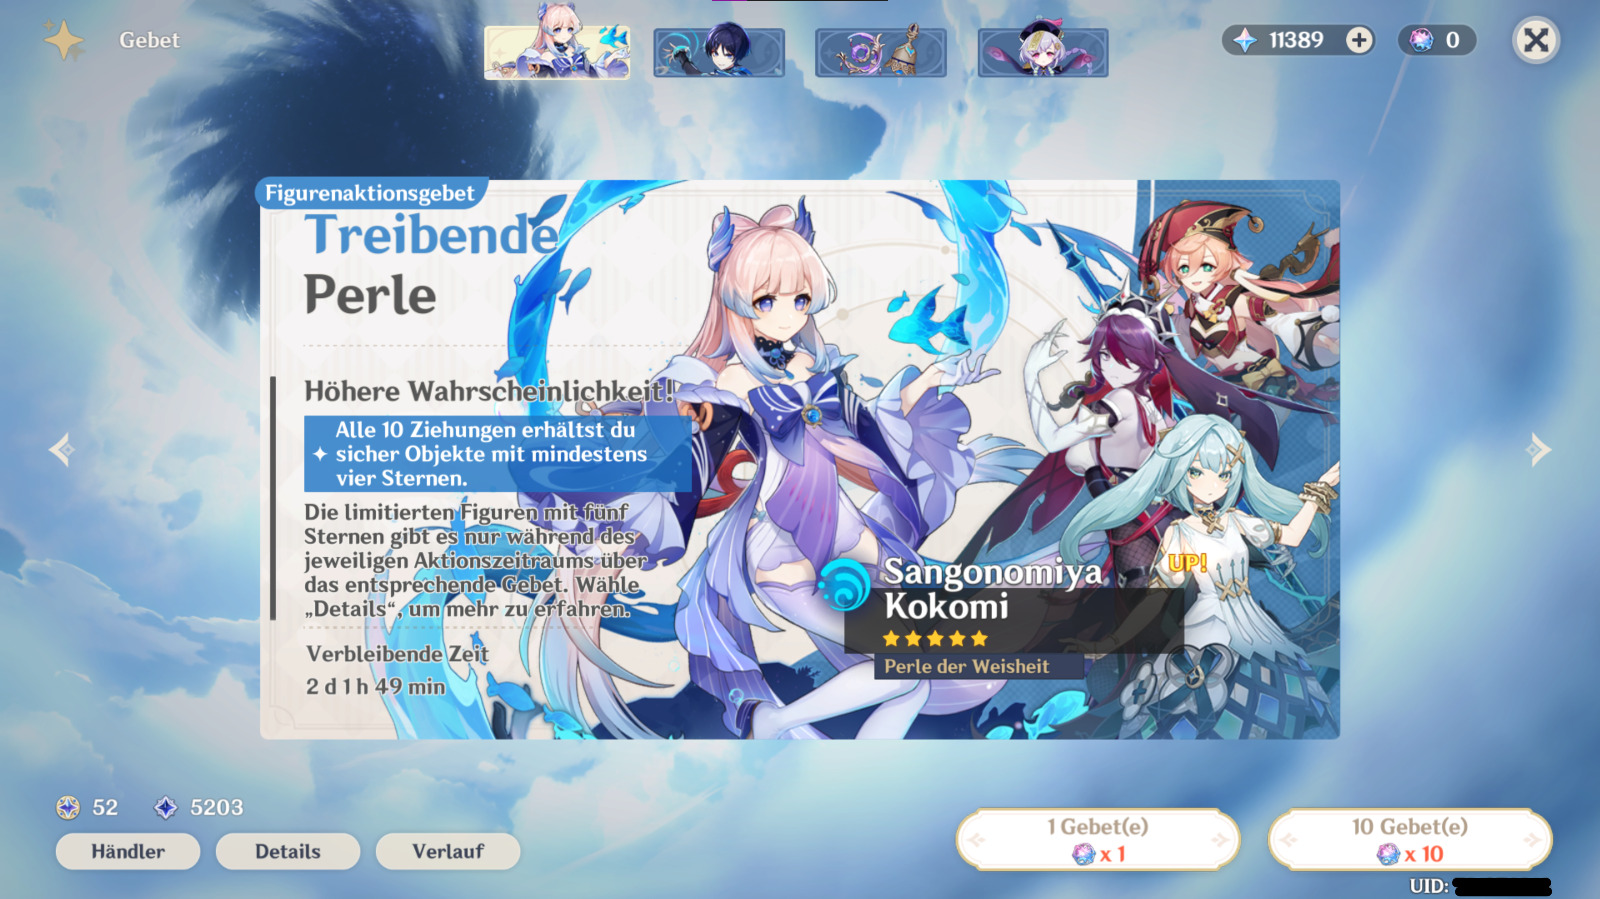 Gebet
11389
0
Figurenaktionsgebet
Treibende
Perle
Höhere Wahrscheinlichkeit!
Alle 10 Ziehungen erhältst du
sicher Objekte mit mindestens
vier Sternen.
Die limitierten Figuren mit fünf
Sternen gibt es nur während des
jeweiligen Aktionszeitraums über
das entsprechende Gebet. Wähle
„Details“, um mehr zu erfahren.
Verbleibende Zeit
2 d 1 h 49 min
Sangonomiya
Kokomi
Perle der Weisheit
UP!
52
5203
Händler
Details
Verlauf
1 Gebet(e)
x 1
10 Gebet(e)
x 10
UID: